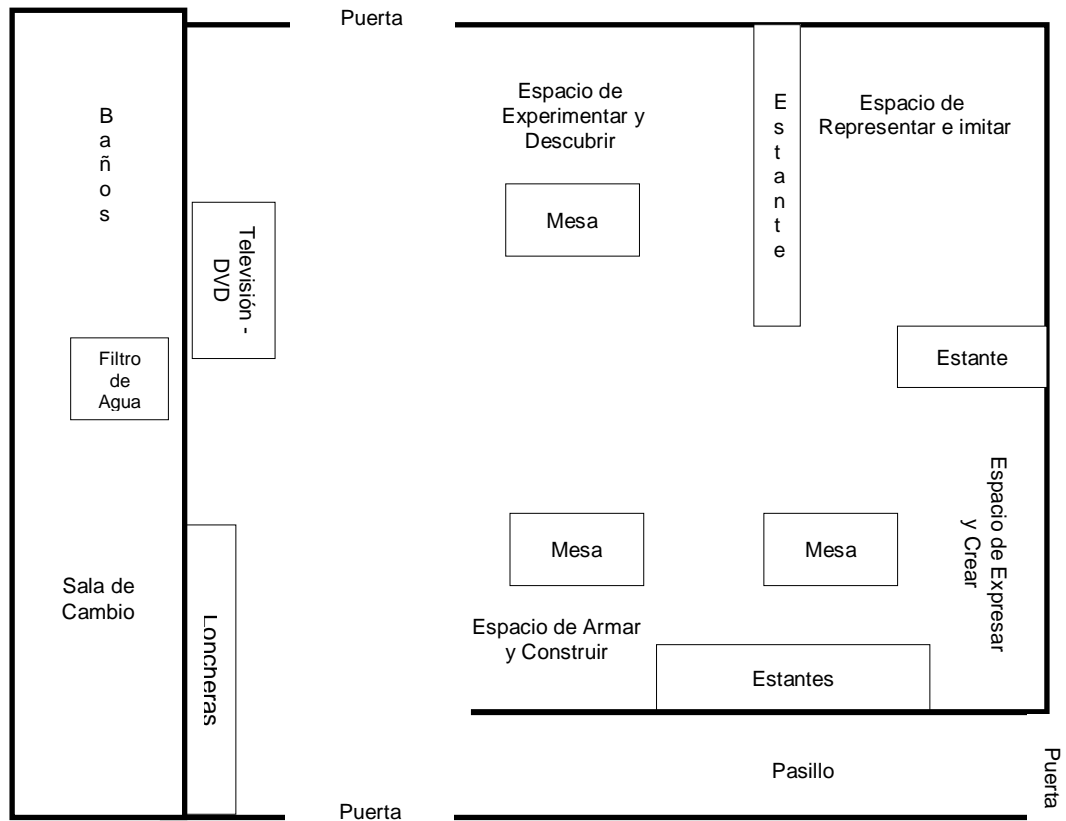 Puerta
Espacio de
Experimentar y
Descubrir
Espacio de
Representar e imitar
Baños
Estante
Mesa
Televisión -
DVD
Filtro
de
Agua
Estante
Espacio de Expresar
y Crear
Mesa
Mesa
Sala de
Cambio
Loncheras
Espacio de Armar
y Construir
Estantes
Pasillo
Puerta
Puerta